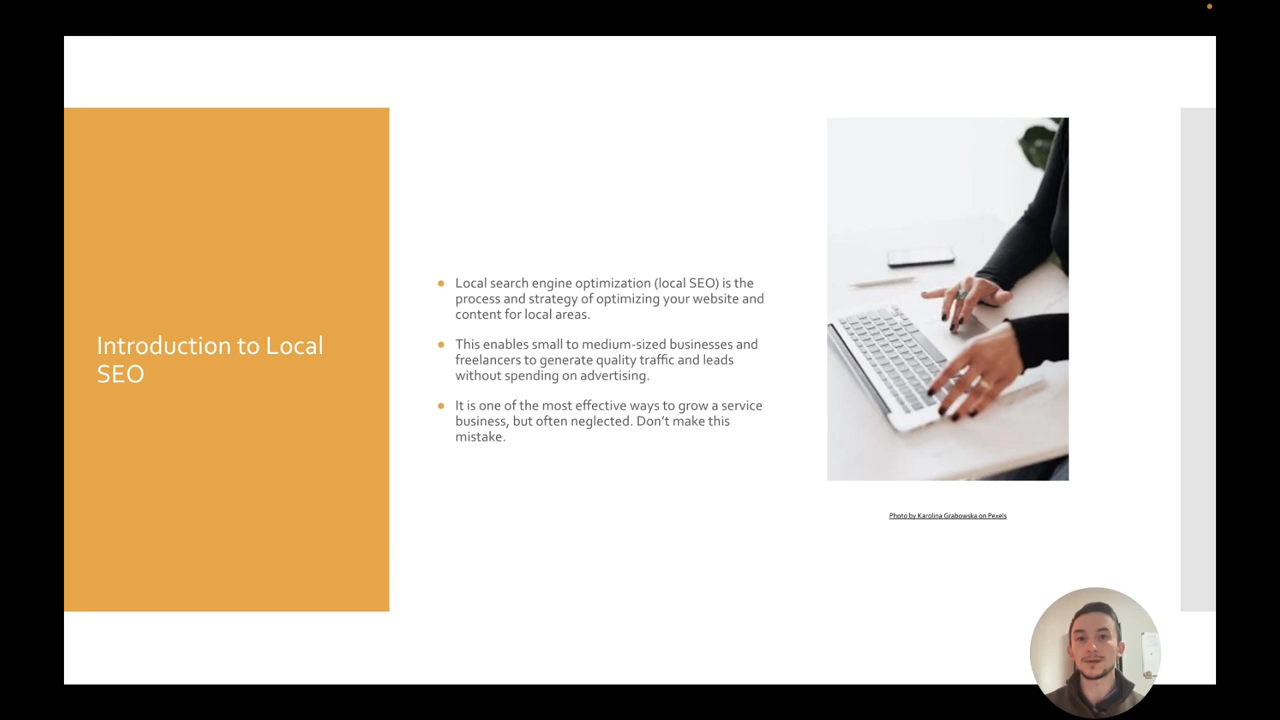 Introduction to Local
SEO
Local search engine optimization (local SEO) is the
process and strategy of optimizing your website and
content for local areas.
This enables small to medium-sized businesses and
freelancers to generate quality traffic and leads
without spending on advertising.
It is one of the most effective ways to grow a service
business, but often neglected. Don’t make this
mistake.
Photo by Karolina Grabowska on Pexels